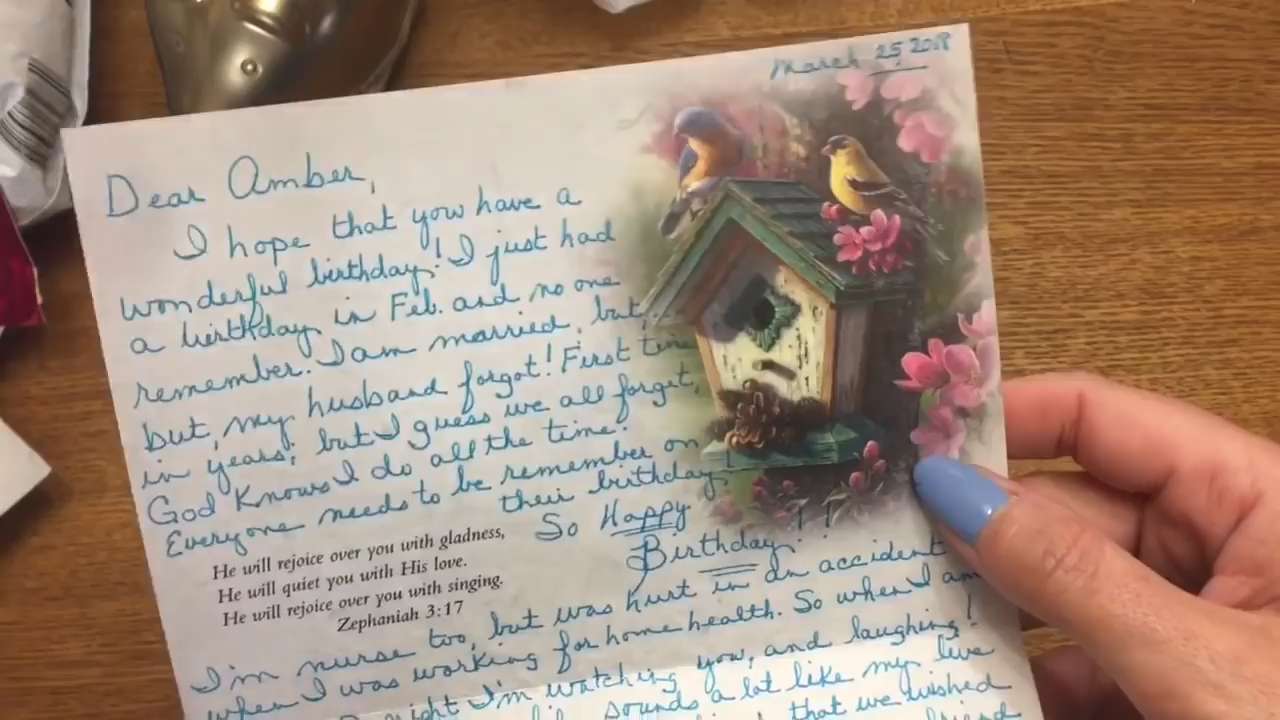 March 25 2018
Dear Amber,
I hope that you have a
wonderful birthday! I just had
a birthday in Feb. and no one
remember. I am married, but,
but, my husband forgot! First time
in years, but I guess we all forget,
God Knows I do all the time!
Everyone needs to be remember on
their birthday!
So Happy
Birthday!!!
He will rejoice over you with gladness,
He will quiet you with His love.
He will rejoice over you with singing.
Zephaniah 3:17
I'm nurse too, but was hurt in an accident
when I was working for home health. So when I am
night I'm watching you, and laughing!
sounds a lot like my live
that we wished
friend